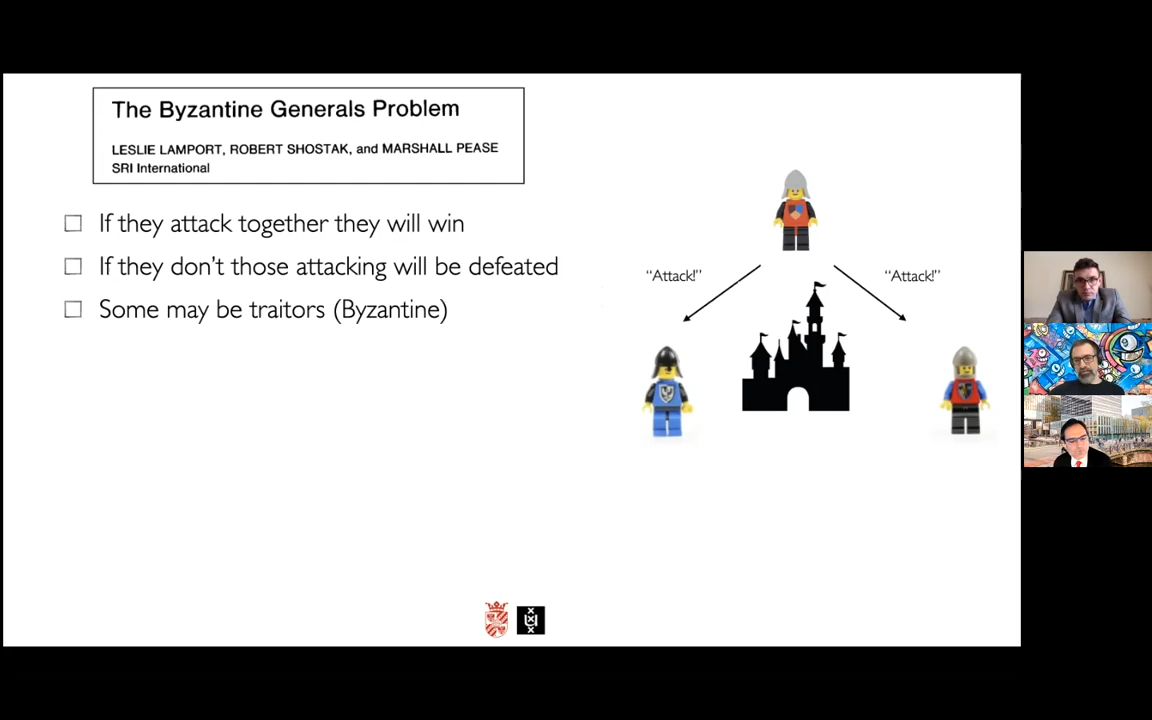 The Byzantine Generals Problem
LESLIE LAMPORT, ROBERT SHOSTAK, and MARSHALL PEASE
SRI International
If they attack together they will win
If they don't those attacking will be defeated
Some may be traitors (Byzantine)
“Attack!”
“Attack!”